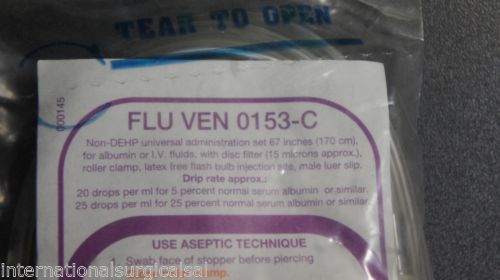 TEAR TO OPEN
000145
FLU VEN 0153-C
Non-DEHP universal administration set 67 inches (170 cm),
for albumin or I.V. fluids, with disc filter (15 microns approx.),
roller clamp, latex free flash bulb injection site, male luer slip.
Drip rate approx.:
20 drops per ml for 5 percent normal serum albumin or similar.
25 drops per ml for 25 percent normal serum albumin or similar.
USE ASEPTIC TECHNIQUE
1. Swab face of stopper before piercing
internationalsurgicalsal